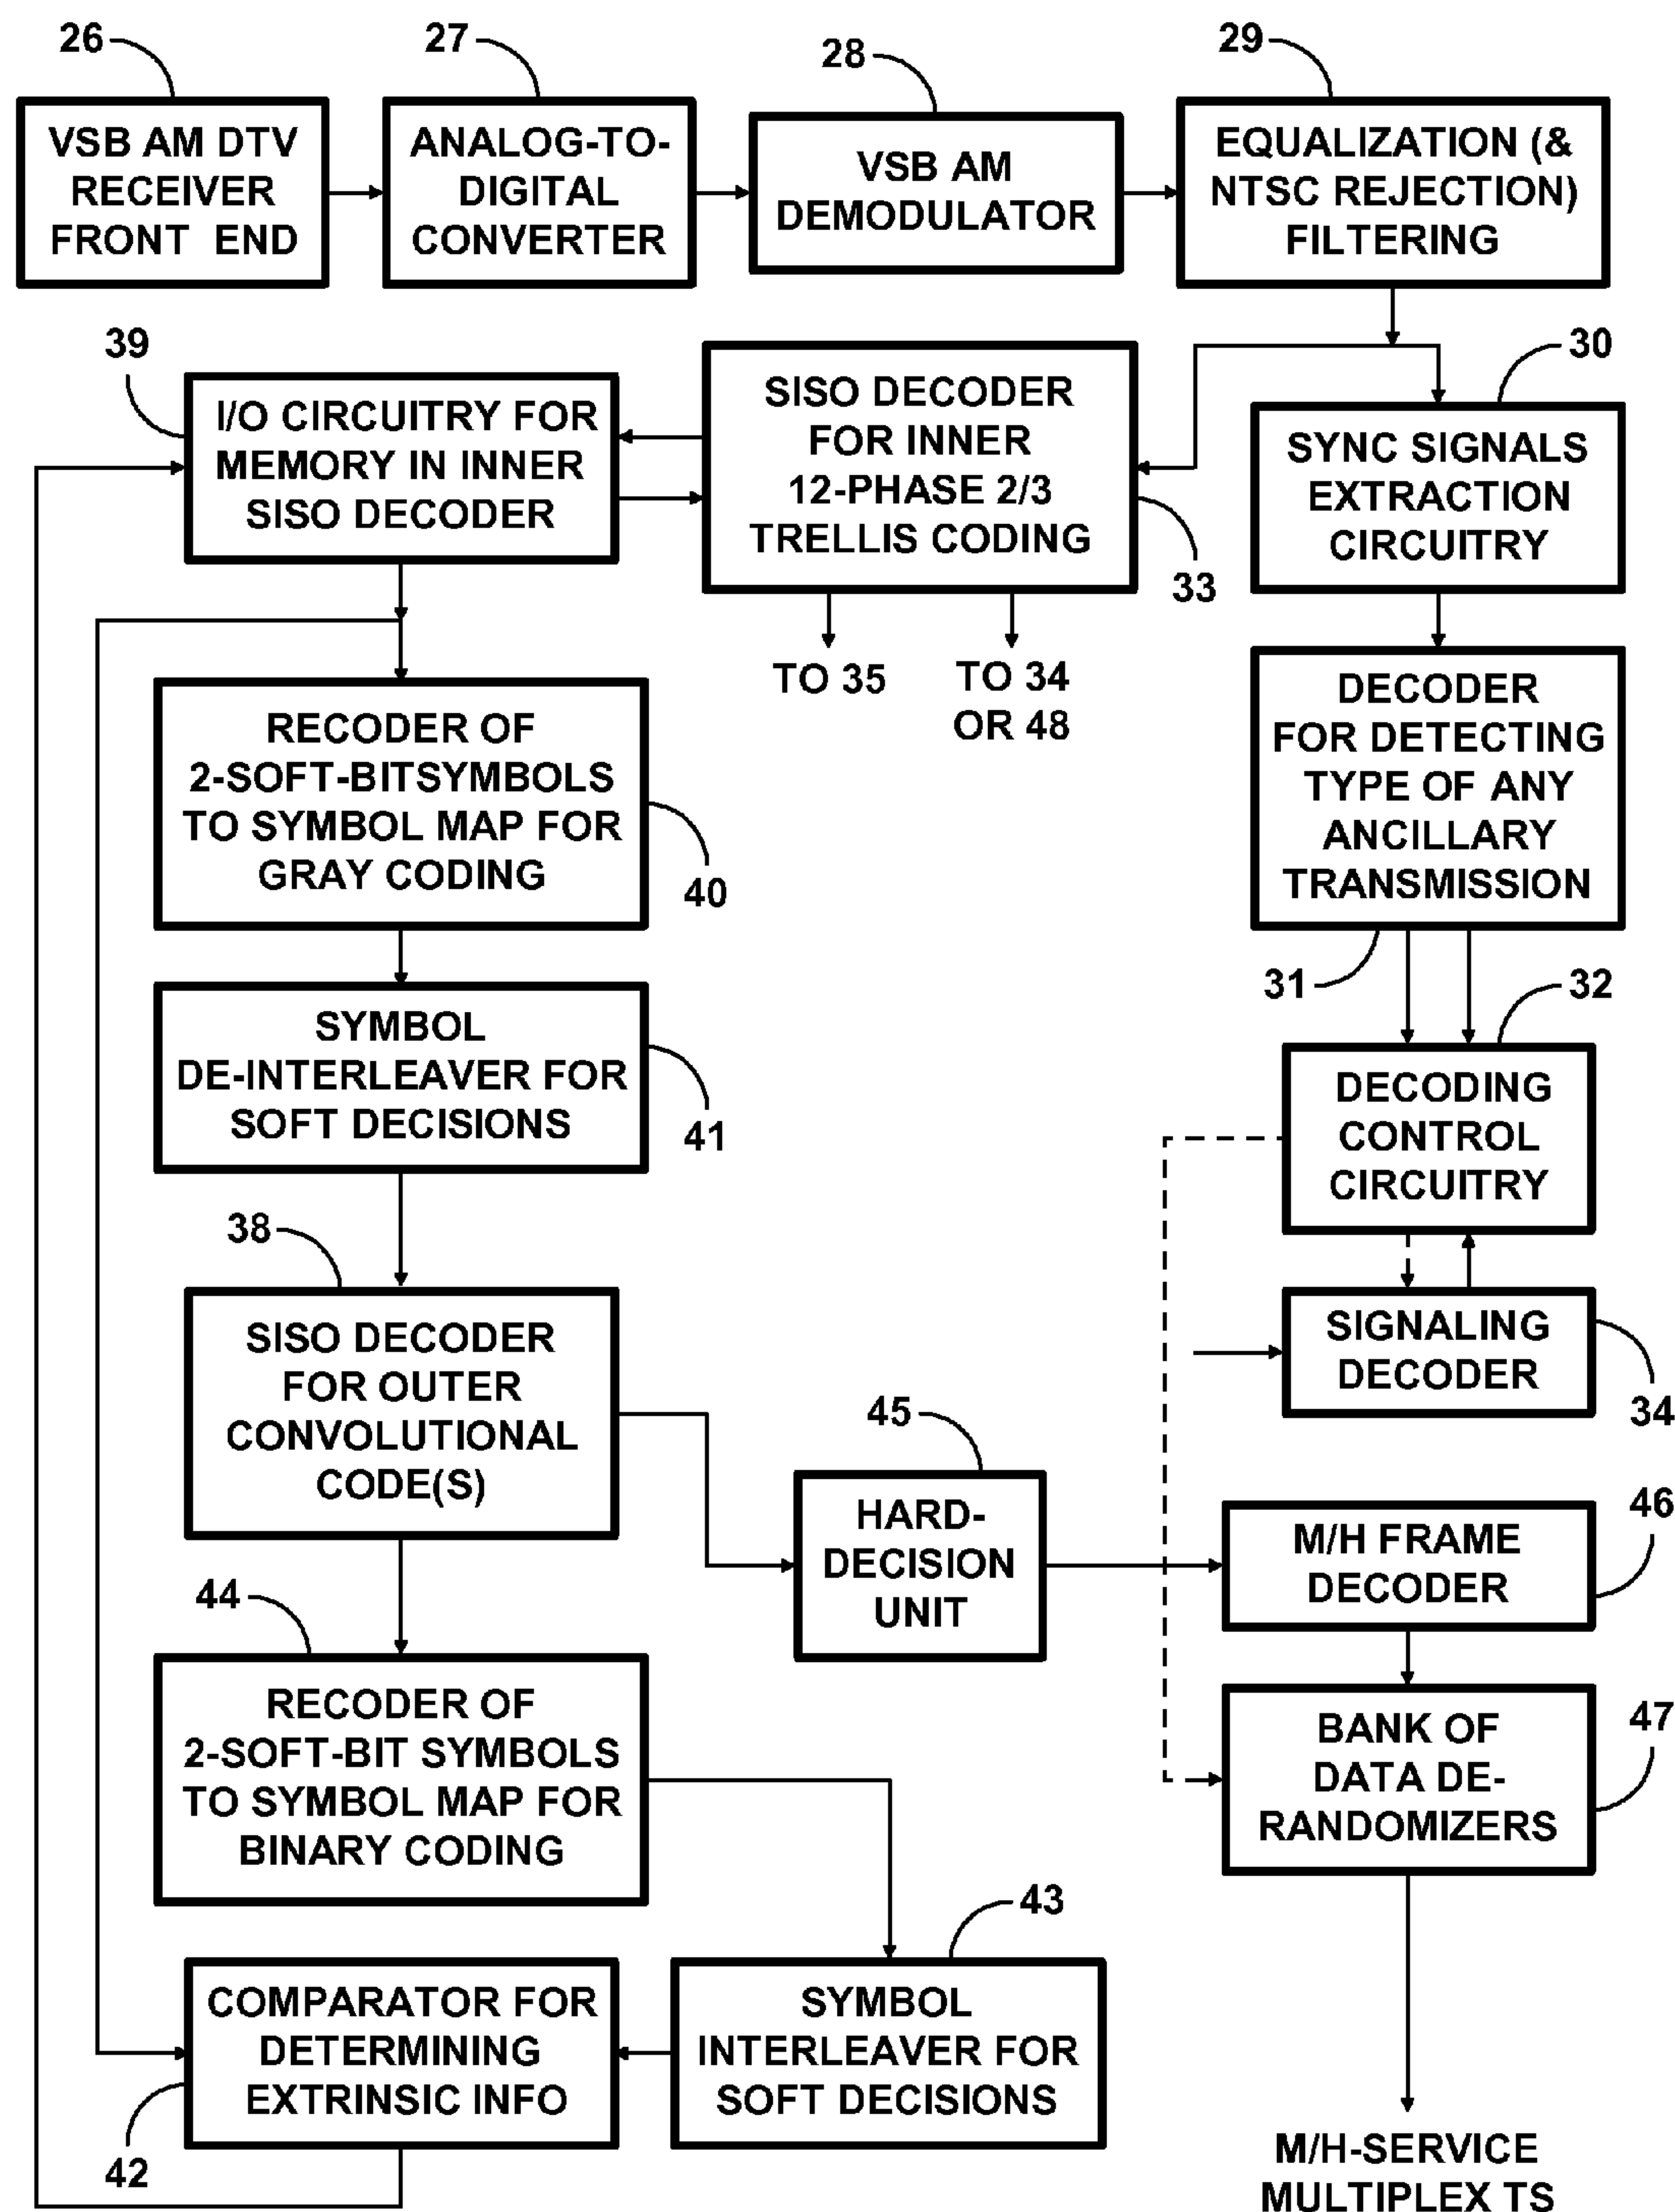 26
27
28
29
VSB AM DTV
RECEIVER
FRONT END
ANALOG-TO-
DIGITAL
CONVERTER
VSB AM
DEMODULATOR
EQUALIZATION (&
NTSC REJECTION)
FILTERING
39
I/O CIRCUITRY FOR
MEMORY IN INNER
SISO DECODER
SISO DECODER
FOR INNER
12-PHASE 2/3
TRELLIS CODING
33
30
SYNC SIGNALS
EXTRACTION
CIRCUITRY
TO 35
TO 34
OR 48
RECODER OF
2-SOFT-BITSYMBOLS
TO SYMBOL MAP FOR
GRAY CODING
40
DECODER
FOR DETECTING
TYPE OF ANY
ANCILLARY
TRANSMISSION
31
32
SYMBOL
DE-INTERLEAVER FOR
SOFT DECISIONS
41
DECODING
CONTROL
CIRCUITRY
38
SISO DECODER
FOR OUTER
CONVOLUTIONAL
CODE(S)
SIGNALING
DECODER
34
45
HARD-
DECISION
UNIT
46
M/H FRAME
DECODER
44
RECODER OF
2-SOFT-BIT SYMBOLS
TO SYMBOL MAP FOR
BINARY CODING
47
BANK OF
DATA DE-
RANDOMIZERS
43
COMPARATOR FOR
DETERMINING
EXTRINSIC INFO
42
SYMBOL
INTERLEAVER FOR
SOFT DECISIONS
M/H-SERVICE
MULTIPLEX TS